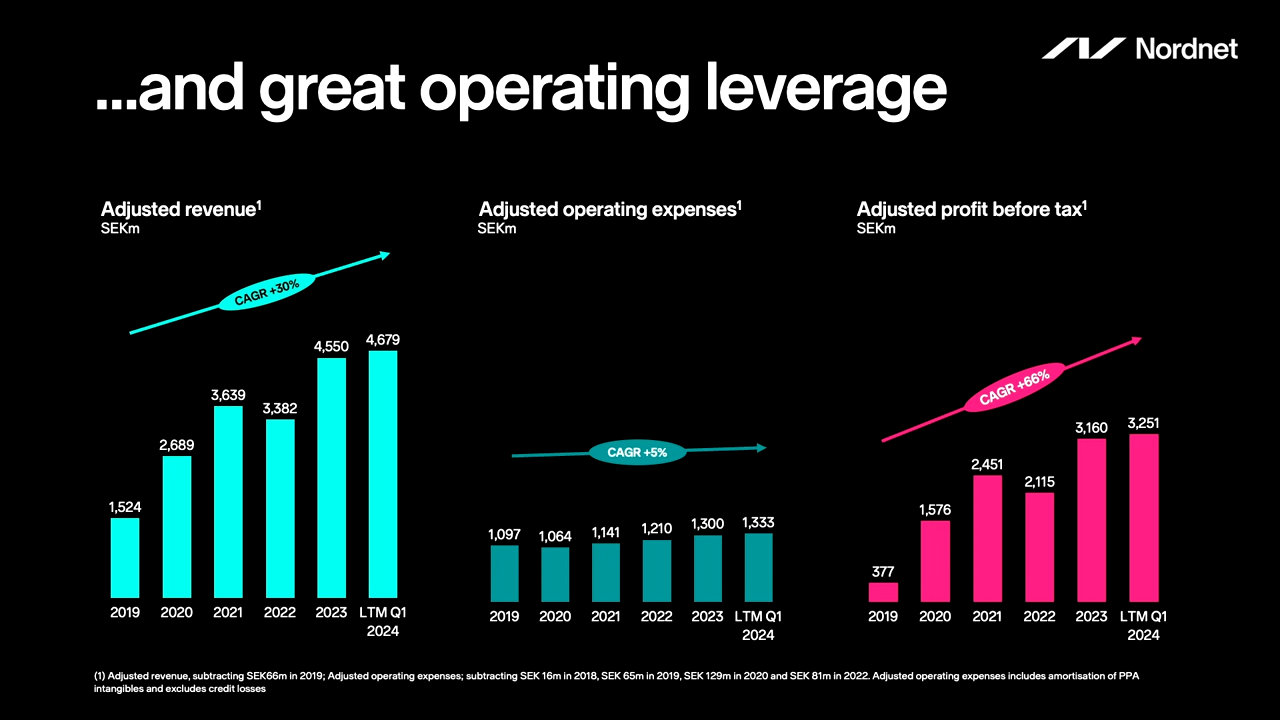 Nordnet
...and great operating leverage
Adjusted revenue¹
SEKm
CAGR +30%
1,524
2,689
3,639
3,382
4,550
4,679
2019
2020
2021
2022
2023
LTM Q1
2024
Adjusted operating expenses¹
SEKm
CAGR +5%
1,097
1,064
1,141
1,210
1,300
1,333
2019
2020
2021
2022
2023
LTM Q1
2024
Adjusted profit before tax¹
SEKm
CAGR +66%
377
1,576
2,451
2,115
3,160
3,251
2019
2020
2021
2022
2023
LTM Q1
2024
(1) Adjusted revenue, subtracting SEK66m in 2019; Adjusted operating expenses; subtracting SEK 16m in 2018, SEK 65m in 2019, SEK 129m in 2020 and SEK 81m in 2022. Adjusted operating expenses includes amortisation of PPA
intangibles and excludes credit losses